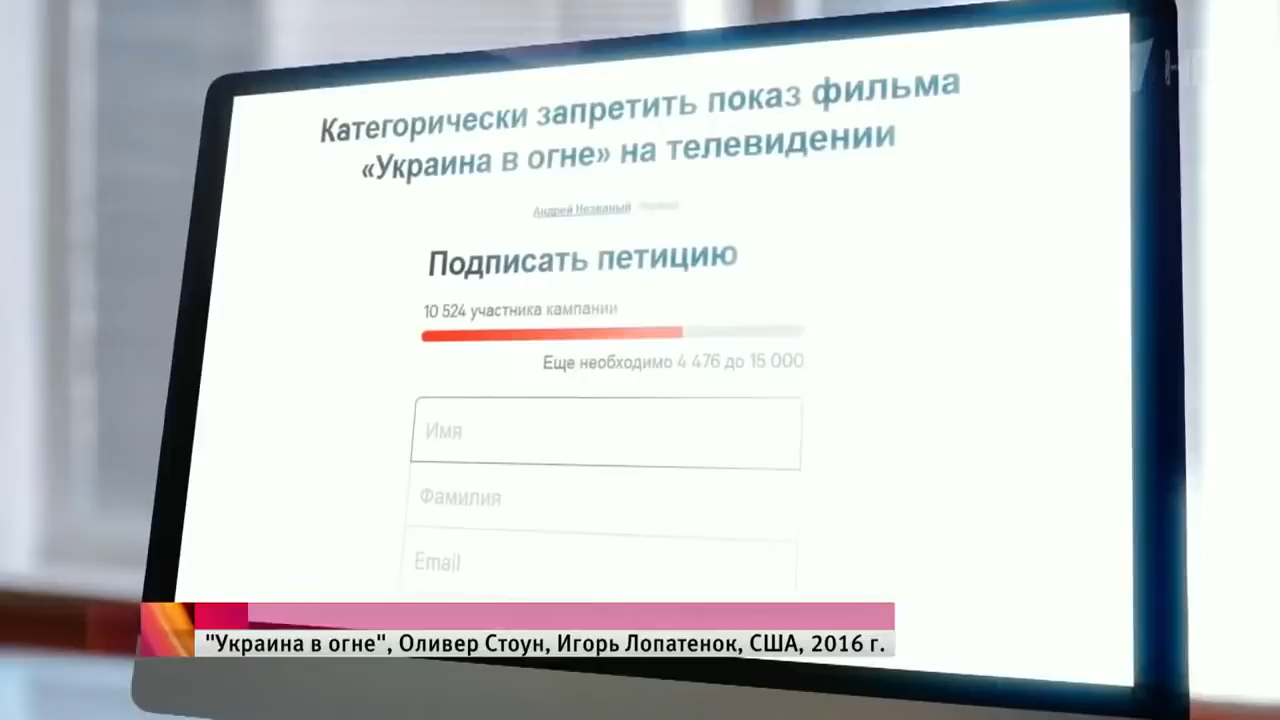 Категорически запретить показ фильма
«Украина в огне» на телевидении
Андрей Незваный
Подписать петицию
10 524 участника кампании
Еще необходимо 4 476 до 15 000
Имя
Фамилия
Email
"Украина в огне", Оливер Стоун, Игорь Лопатенок, США, 2016 г.